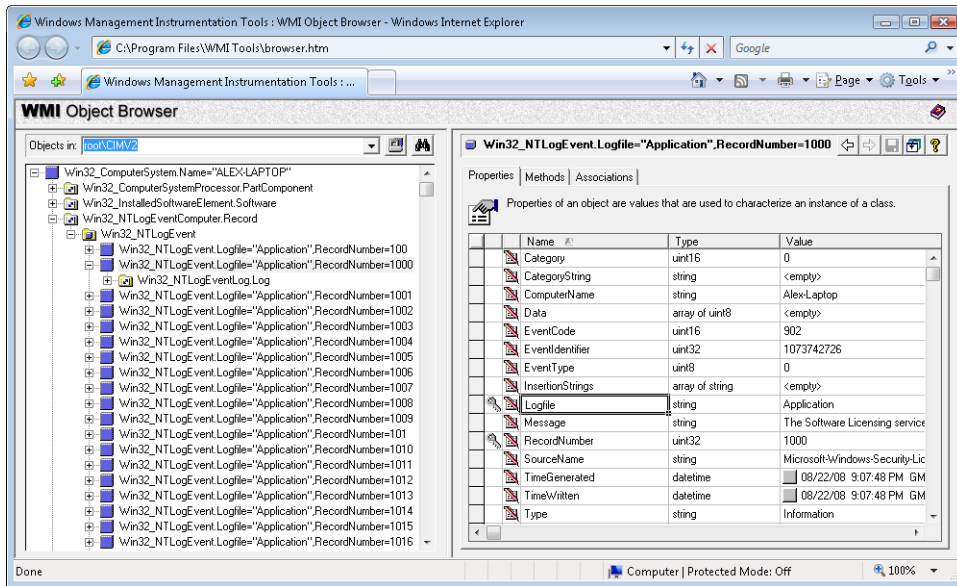 Windows Management Instrumentation Tools : WMI Object Browser - Windows Internet Explorer
C:\Program Files\WMI Tools\browser.htm
Google
Windows Management Instrumentation Tools : ...
Page
Tools
WMI Object Browser
Objects in: root\CIMV2
Win32_ComputerSystem.Name="ALEX-LAPTOP"
Win32_ComputerSystemProcessor.PartComponent
Win32_InstalledSoftwareElement.Software
Win32_NTLogEventComputer.Record
Win32_NTLogEvent
Win32_NTLogEvent.Logfile="Application",RecordNumber=100
Win32_NTLogEvent.Logfile="Application",RecordNumber=1000
Win32_NTLogEventLog.Log
Win32_NTLogEvent.Logfile="Application",RecordNumber=1001
Win32_NTLogEvent.Logfile="Application",RecordNumber=1002
Win32_NTLogEvent.Logfile="Application",RecordNumber=1003
Win32_NTLogEvent.Logfile="Application",RecordNumber=1004
Win32_NTLogEvent.Logfile="Application",RecordNumber=1005
Win32_NTLogEvent.Logfile="Application",RecordNumber=1006
Win32_NTLogEvent.Logfile="Application",RecordNumber=1007
Win32_NTLogEvent.Logfile="Application",RecordNumber=1008
Win32_NTLogEvent.Logfile="Application",RecordNumber=1009
Win32_NTLogEvent.Logfile="Application",RecordNumber=101
Win32_NTLogEvent.Logfile="Application",RecordNumber=1010
Win32_NTLogEvent.Logfile="Application",RecordNumber=1011
Win32_NTLogEvent.Logfile="Application",RecordNumber=1012
Win32_NTLogEvent.Logfile="Application",RecordNumber=1013
Win32_NTLogEvent.Logfile="Application",RecordNumber=1014
Win32_NTLogEvent.Logfile="Application",RecordNumber=1015
Win32_NTLogEvent.Logfile="Application",RecordNumber=1016
Win32_NTLogEvent.Logfile="Application",RecordNumber=1000
Properties Methods Associations
Properties of an object are values that are used to characterize an instance of a class.
Name Type Value
Category uint16 0
CategoryString string <empty>
ComputerName string Alex-Laptop
Data array of uint8 <empty>
EventCode uint16 902
EventIdentifier uint32 1073742726
EventType uint8 0
InsertionStrings array of string <empty>
Logfile string Application
Message string The Software Licensing service
RecordNumber uint32 1000
SourceName string Microsoft-Windows-Security-Lic
TimeGenerated datetime 08/22/08 9:07:48 PM GM
TimeWritten datetime 08/22/08 9:07:48 PM GM
Type string Information
Done
Computer | Protected Mode: Off
100%